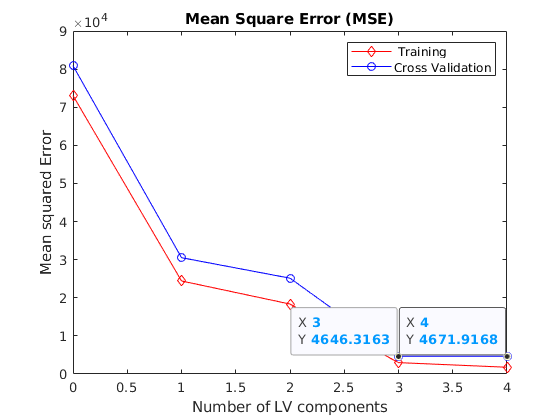 Mean Square Error (MSE)
×10⁴
9
8
7
6
5
4
3
2
1
0
Mean squared Error
Training
Cross Validation
X 3
Y 4646.3163
X 4
Y 4671.9168
0 0.5 1 1.5 2 2.5 3 3.5 4
Number of LV components